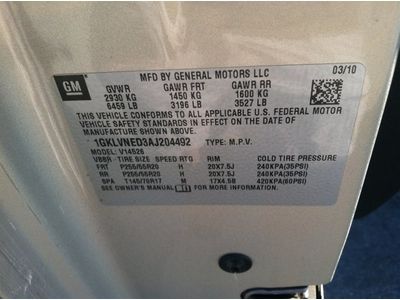 GM
MFD BY GENERAL MOTORS LLC
03/10
GVWR GAWR FRT GAWR RR
2930 KG 1450 KG 1600 KG
6459 LB 3196 LB 3527 LB
THIS VEHICLE CONFORMS TO ALL APPLICABLE U.S. FEDERAL MOTOR
VEHICLE SAFETY, BUMPER, AND THEFT PREVENTION STANDARDS
IN EFFECT ON THE DATE OF MANUFACTURE SHOWN ABOVE.
1GKLVNED3AJ204492 TYPE: M.P.V.
MODEL: V14526
TIRE SIZE SPEED RTG RIM COLD TIRE PRESSURE
FRT P255/55R20 H 20X7.5J 240KPA(35PSI)
RR P255/55R20 H 20X7.5J 240KPA(35PSI)
SPA T145/70R17 M 17X4.5B 420KPA(60PSI)
SEE OWNER'S MANUAL FOR MORE INFORMATION.